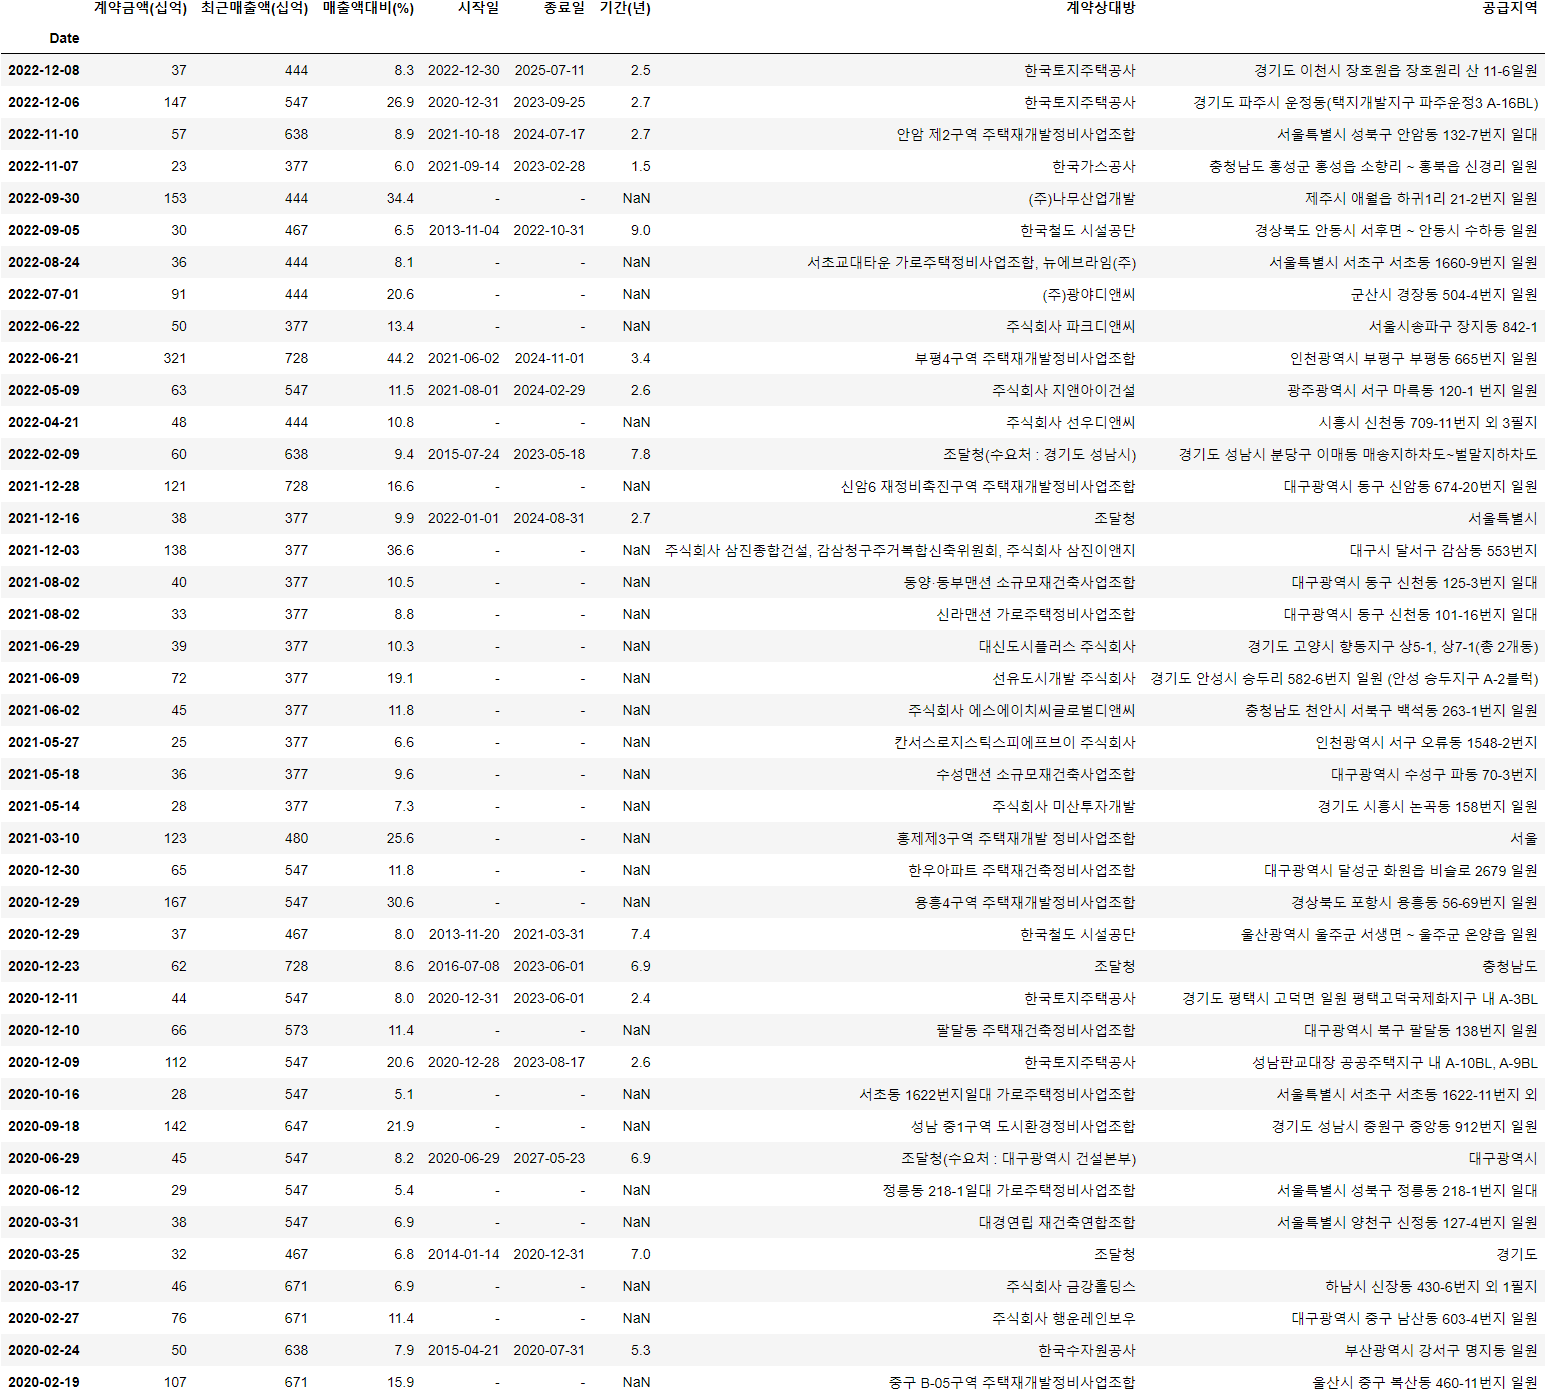 계약금액(십억) 최근매출액(십억) 매출액대비(%) 시작일 종료일 기간(년) 계약상대방 공급지역
Date
2022-12-08 37 444 8.3 2022-12-30 2025-07-11 2.5 한국토지주택공사 경기도 이천시 장호원읍 장호원리 산 11-6일원
2022-12-06 147 547 26.9 2020-12-31 2023-09-25 2.7 한국토지주택공사 경기도 파주시 운정동(택지개발지구 파주운정3 A-16BL)
2022-11-10 57 638 8.9 2021-10-18 2024-07-17 2.7 안암 제2구역 주택재개발정비사업조합 서울특별시 성북구 안암동 132-7번지 일대
2022-11-07 23 377 6.0 2021-09-14 2023-02-28 1.5 한국가스공사 충청남도 홍성군 홍성읍 소향리 ~ 홍북읍 신경리 일원
2022-09-30 153 444 34.4 - - NaN (주)나무산업개발 제주시 애월읍 하귀1리 21-2번지 일원
2022-09-05 30 467 6.5 2013-11-04 2022-10-31 9.0 한국철도 시설공단 경상북도 안동시 서후면 ~ 안동시 수하동 일원
2022-08-24 36 444 8.1 - - NaN 서초교대타운 가로주택정비사업조합, 뉴에브라임(주) 서울특별시 서초구 서초동 1660-9번지 일원
2022-07-01 91 444 20.6 - - NaN (주)광야디앤씨 군산시 경장동 504-4번지 일원
2022-06-22 50 377 13.4 - - NaN 주식회사 파크디앤씨 서울시송파구 장지동 842-1
2022-06-21 321 728 44.2 2021-06-02 2024-11-01 3.4 부평4구역 주택재개발정비사업조합 인천광역시 부평구 부평동 665번지 일원
2022-05-09 63 547 11.5 2021-08-01 2024-02-29 2.6 주식회사 지앤아이건설 광주광역시 서구 마륵동 120-1 번지 일원
2022-04-21 48 444 10.8 - - NaN 주식회사 선우디앤씨 시흥시 신천동 709-11번지 외 3필지
2022-02-09 60 638 9.4 2015-07-24 2023-05-18 7.8 조달청(수요처 : 경기도 성남시) 경기도 성남시 분당구 이매동 매송지하차도~벌말지하차도
2021-12-28 121 728 16.6 - - NaN 신암6 재정비촉진구역 주택재개발정비사업조합 대구광역시 동구 신암동 674-20번지 일원
2021-12-16 38 377 9.9 2022-01-01 2024-08-31 2.7 조달청 서울특별시
2021-12-03 138 377 36.6 - - NaN 주식회사 삼진종합건설, 감삼청구주거복합신축위원회, 주식회사 삼진이앤지 대구시 달서구 감삼동 553번지
2021-08-02 40 377 10.5 - - NaN 동양·동부맨션 소규모재건축사업조합 대구광역시 동구 신천동 125-3번지 일대
2021-08-02 33 377 8.8 - - NaN 신라맨션 가로주택정비사업조합 대구광역시 동구 신천동 101-16번지 일대
2021-06-29 39 377 10.3 - - NaN 대신도시플러스 주식회사 경기도 고양시 향동지구 상5-1, 상7-1(총 2개동)
2021-06-09 72 377 19.1 - - NaN 선유도시개발 주식회사 경기도 안성시 승두리 582-6번지 일원 (안성 승두지구 A-2블럭)
2021-06-02 45 377 11.8 - - NaN 주식회사 에스에이치씨글로벌디앤씨 충청남도 천안시 서북구 백석동 263-1번지 일원
2021-05-27 25 377 6.6 - - NaN 칸서스로지스틱스피에프브이 주식회사 인천광역시 서구 오류동 1548-2번지
2021-05-18 36 377 9.6 - - NaN 수성맨션 소규모재건축사업조합 대구광역시 수성구 파동 70-3번지
2021-05-14 28 377 7.3 - - NaN 주식회사 미산투자개발 경기도 시흥시 논곡동 158번지 일원
2021-03-10 123 480 25.6 - - NaN 홍제제3구역 주택재개발 정비사업조합 서울
2020-12-30 65 547 11.8 - - NaN 한우아파트 주택재건축정비사업조합 대구광역시 달성군 화원읍 비슬로 2679 일원
2020-12-29 167 547 30.6 - - NaN 용흥4구역 주택재개발정비사업조합 경상북도 포항시 용흥동 56-69번지 일원
2020-12-29 37 467 8.0 2013-11-20 2021-03-31 7.4 한국철도 시설공단 울산광역시 울주군 서생면 ~ 울주군 온양읍 일원
2020-12-23 62 728 8.6 2016-07-08 2023-06-01 6.9 조달청 충청남도
2020-12-11 44 547 8.0 2020-12-31 2023-06-01 2.4 한국토지주택공사 경기도 평택시 고덕면 일원 평택고덕국제화지구 내 A-3BL
2020-12-10 66 573 11.4 - - NaN 팔달동 주택재건축정비사업조합 대구광역시 북구 팔달동 138번지 일원
2020-12-09 112 547 20.6 2020-12-28 2023-08-17 2.6 한국토지주택공사 성남판교대장 공공주택지구 내 A-10BL, A-9BL
2020-10-16 28 547 5.1 - - NaN 서초동 1622번지일대 가로주택정비사업조합 서울특별시 서초구 서초동 1622-11번지 외
2020-09-18 142 647 21.9 - - NaN 성남 중1구역 도시환경정비사업조합 경기도 성남시 중원구 중앙동 912번지 일원
2020-06-29 45 547 8.2 2020-06-29 2027-05-23 6.9 조달청(수요처 : 대구광역시 건설본부) 대구광역시
2020-06-12 29 547 5.4 - - NaN 정릉동 218-1일대 가로주택정비사업조합 서울특별시 성북구 정릉동 218-1번지 일대
2020-03-31 38 547 6.9 - - NaN 대경연립 재건축연합조합 서울특별시 양천구 신정동 127-4번지 일원
2020-03-25 32 467 6.8 2014-01-14 2020-12-31 7.0 조달청 경기도
2020-03-17 46 671 6.9 - - NaN 주식회사 금강홀딩스 하남시 신장동 430-6번지 외 1필지
2020-02-27 76 671 11.4 - - NaN 주식회사 행운레인보우 대구광역시 중구 남산동 603-4번지 일원
2020-02-24 50 638 7.9 2015-04-21 2020-07-31 5.3 한국수자원공사 부산광역시 강서구 명지동 일원
2020-02-19 107 671 15.9 - - NaN 중구 B-05구역 주택재개발정비사업조합 울산시 중구 복산동 460-11번지 일원